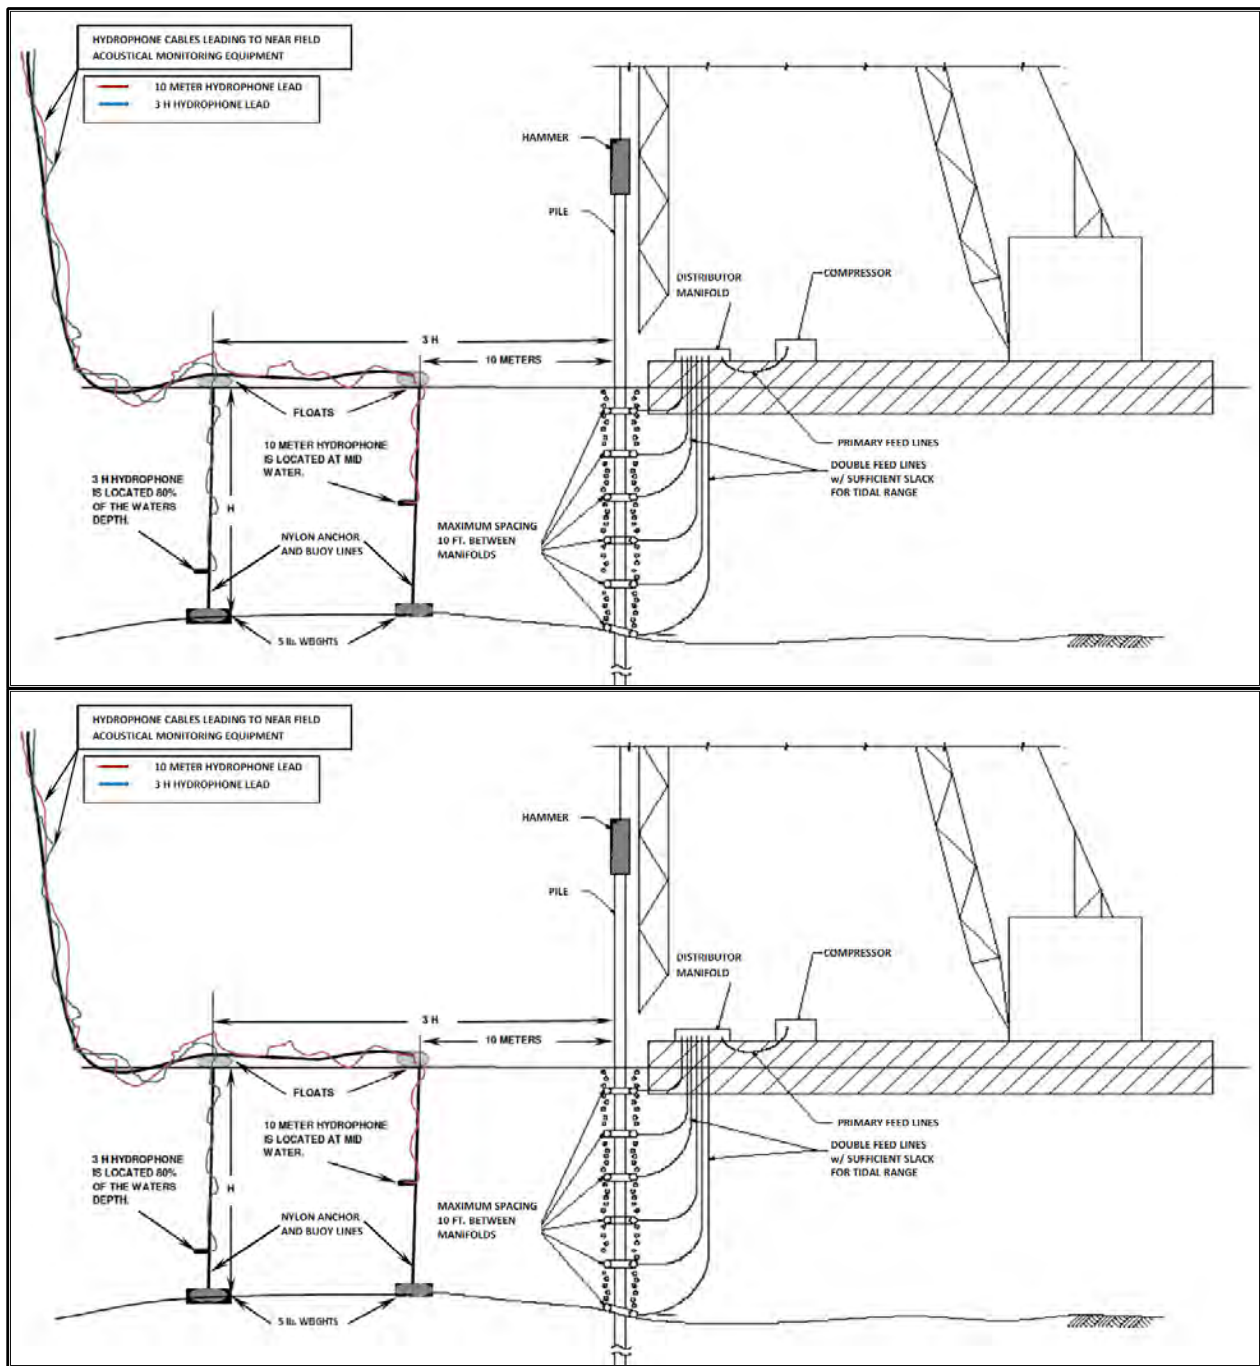 HYDROPHONE CABLES LEADING TO NEAR FIELD
ACOUSTICAL MONITORING EQUIPMENT
10 METER HYDROPHONE LEAD
3 H HYDROPHONE LEAD
HAMMER
PILE
DISTRIBUTOR
MANIFOLD
COMPRESSOR
3 H
10 METERS
FLOATS
10 METER HYDROPHONE
IS LOCATED AT MID
WATER.
PRIMARY FEED LINES
DOUBLE FEED LINES
w/ SUFFICIENT SLACK
FOR TIDAL RANGE
3 H HYDROPHONE
IS LOCATED 80%
OF THE WATERS
DEPTH.
H
MAXIMUM SPACING
10 FT. BETWEEN
MANIFOLDS
NYLON ANCHOR
AND BUOY LINES
5 lb. WEIGHTS
HYDROPHONE CABLES LEADING TO NEAR FIELD
ACOUSTICAL MONITORING EQUIPMENT
10 METER HYDROPHONE LEAD
3 H HYDROPHONE LEAD
HAMMER
PILE
DISTRIBUTOR
MANIFOLD
COMPRESSOR
3 H
10 METERS
FLOATS
10 METER HYDROPHONE
IS LOCATED AT MID
WATER.
PRIMARY FEED LINES
DOUBLE FEED LINES
w/ SUFFICIENT SLACK
FOR TIDAL RANGE
3 H HYDROPHONE
IS LOCATED 80%
OF THE WATERS
DEPTH.
H
MAXIMUM SPACING
10 FT. BETWEEN
MANIFOLDS
NYLON ANCHOR
AND BUOY LINES
5 lb. WEIGHTS